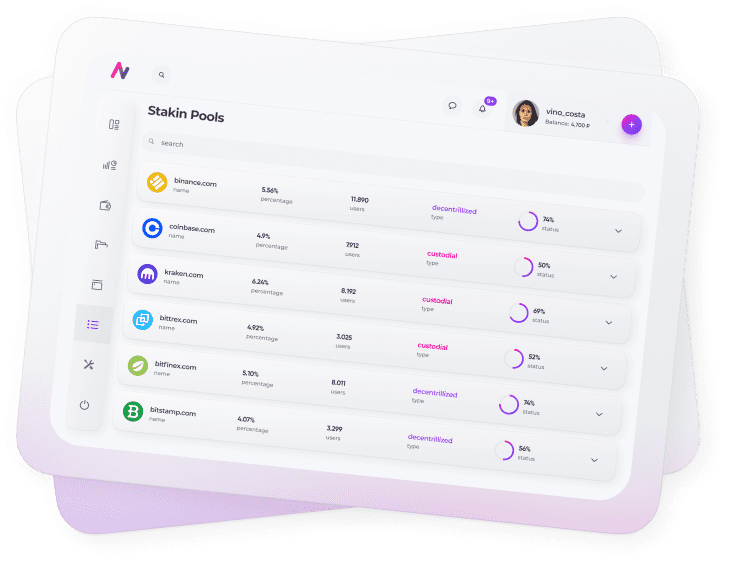 9+
vino_costa
Balance: 4,700 ₽
+
Stakin Pools
search
binance.com
name
5.56%
percentage
11.890
users
decentrillized
type
74%
status
coinbase.com
name
4.9%
percentage
7.912
users
custodial
type
50%
status
kraken.com
name
6.24%
percentage
8.192
users
custodial
type
69%
status
bittrex.com
name
4.92%
percentage
3.025
users
custodial
type
52%
status
bitfinex.com
name
5.10%
percentage
8.011
users
decentrillized
type
74%
status
bitstamp.com
name
4.07%
percentage
3.299
users
decentrillized
type
56%
status